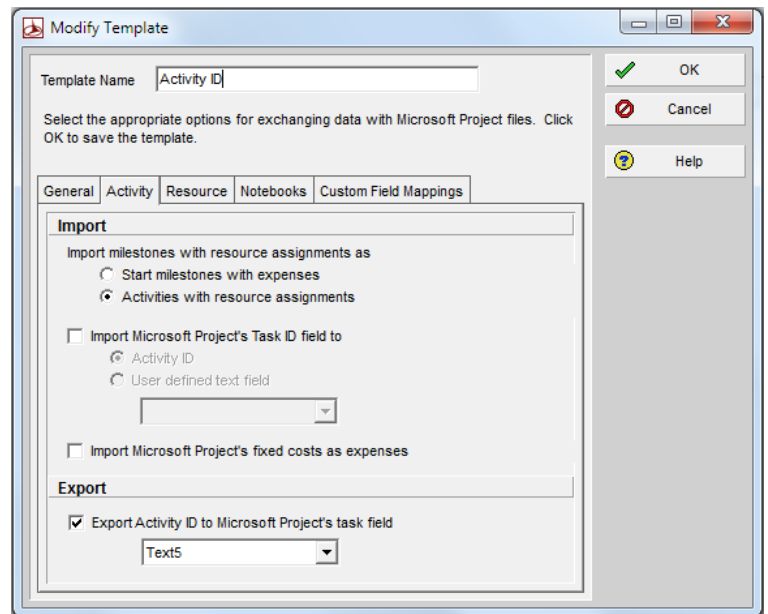 Modify Template
Template Name Activity ID
OK
Select the appropriate options for exchanging data with Microsoft Project files. Click
OK to save the template.
Cancel
Help
General Activity Resource Notebooks Custom Field Mappings
Import
Import milestones with resource assignments as
Start milestones with expenses
Activities with resource assignments
Import Microsoft Project's Task ID field to
Activity ID
User defined text field
Import Microsoft Project's fixed costs as expenses
Export
Export Activity ID to Microsoft Project's task field
Text5